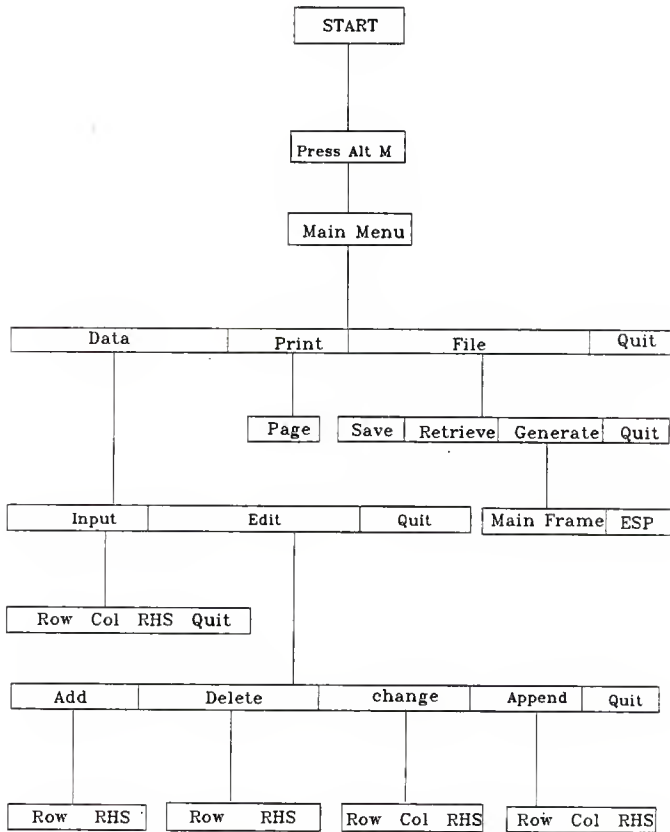 START
Press Alt M
Main Menu
Data Print File Quit
Page
Save Retrieve Generate Quit
Input Edit Quit
Main Frame ESP
Row Col RHS Quit
Add Delete change Append Quit
Row RHS
Row RHS
Row Col RHS
Row Col RHS